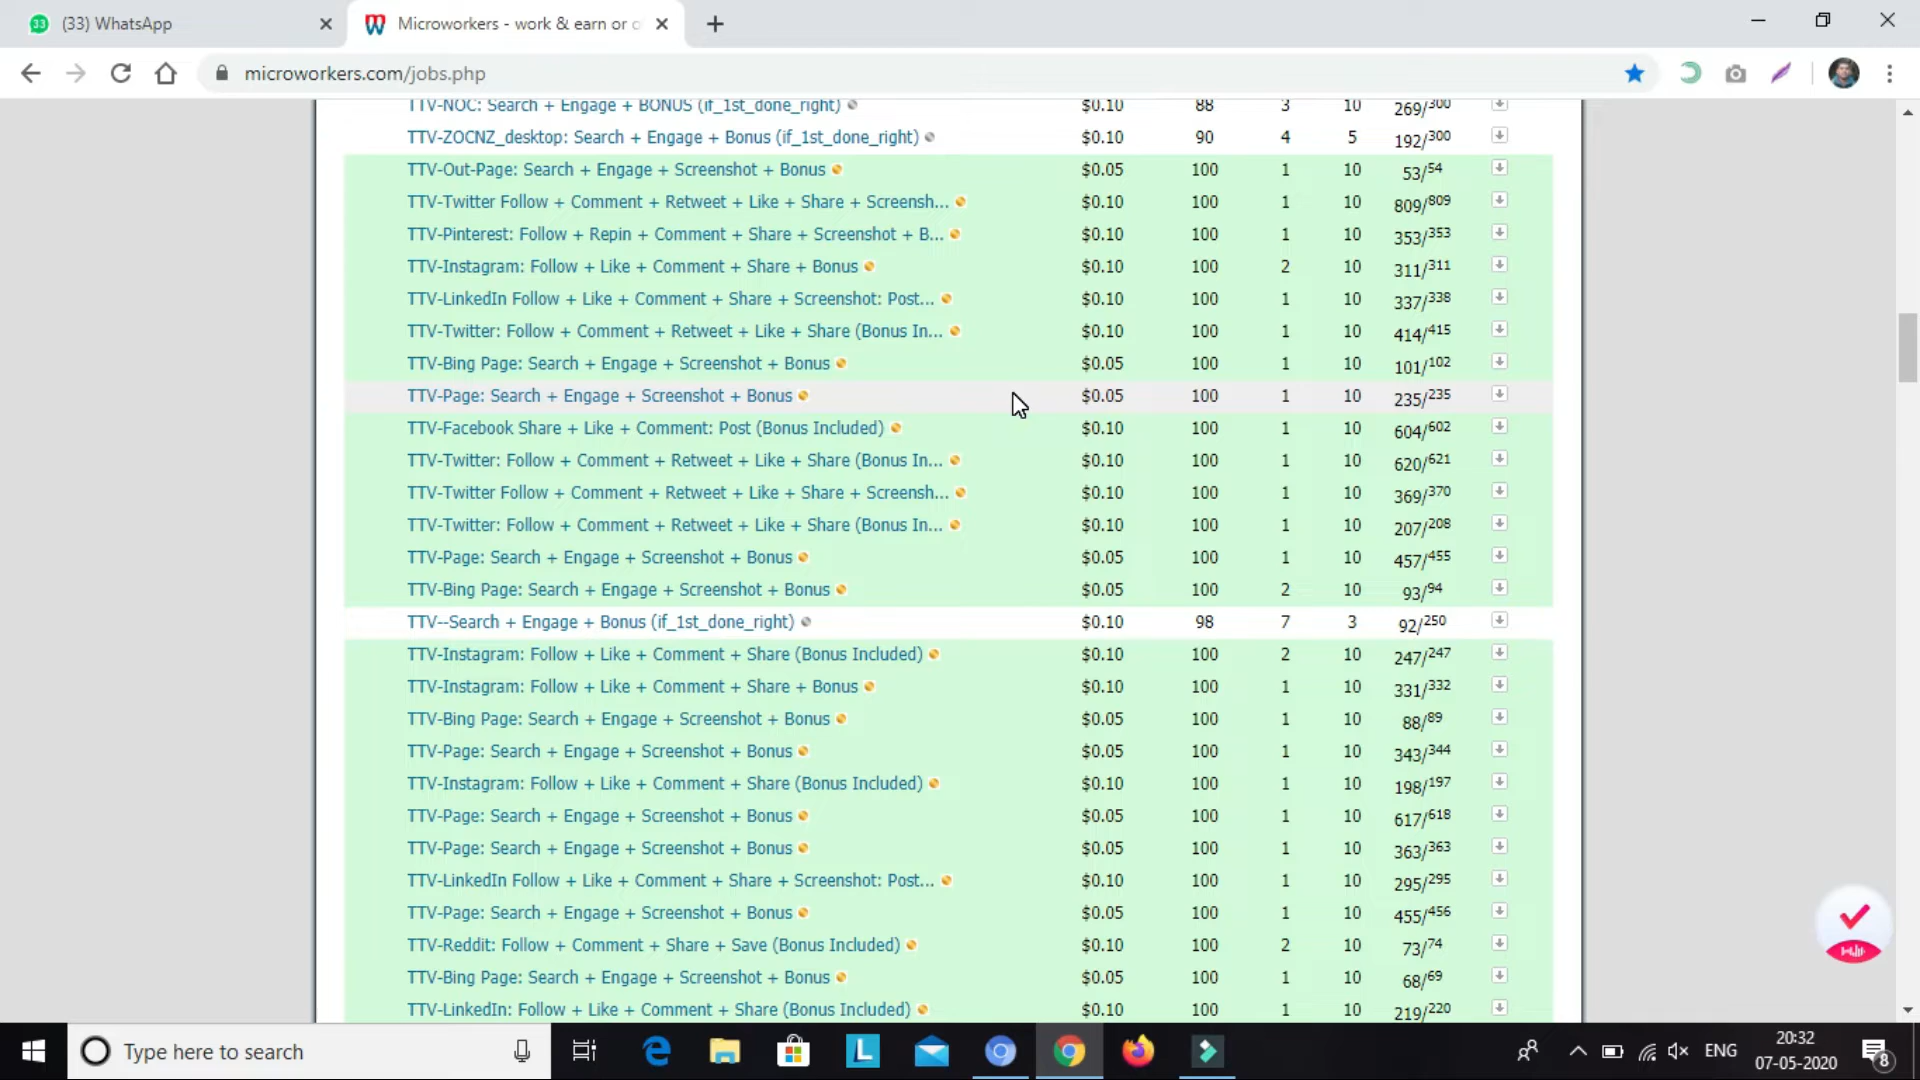 33 (33) WhatsApp
Microworkers - work & earn or o
microworkers.com/jobs.php
TTV-NOC: Search + Engage + BONUS (if_1st_done_right) $0.10 88 3 10 269/300
TTV-ZOCNZ_desktop: Search + Engage + Bonus (if_1st_done_right) $0.10 90 4 5 192/300
TTV-Out-Page: Search + Engage + Screenshot + Bonus $0.05 100 1 10 53/54
TTV-Twitter Follow + Comment + Retweet + Like + Share + Screensh... $0.10 100 1 10 809/809
TTV-Pinterest: Follow + Repin + Comment + Share + Screenshot + B... $0.10 100 1 10 353/353
TTV-Instagram: Follow + Like + Comment + Share + Bonus $0.10 100 2 10 311/311
TTV-LinkedIn Follow + Like + Comment + Share + Screenshot: Post... $0.10 100 1 10 337/338
TTV-Twitter: Follow + Comment + Retweet + Like + Share (Bonus In... $0.10 100 1 10 414/415
TTV-Bing Page: Search + Engage + Screenshot + Bonus $0.05 100 1 10 101/102
TTV-Page: Search + Engage + Screenshot + Bonus $0.05 100 1 10 235/235
TTV-Facebook Share + Like + Comment: Post (Bonus Included) $0.10 100 1 10 604/602
TTV-Twitter: Follow + Comment + Retweet + Like + Share (Bonus In... $0.10 100 1 10 620/621
TTV-Twitter Follow + Comment + Retweet + Like + Share + Screensh... $0.10 100 1 10 369/370
TTV-Twitter: Follow + Comment + Retweet + Like + Share (Bonus In... $0.10 100 1 10 207/208
TTV-Page: Search + Engage + Screenshot + Bonus $0.05 100 1 10 457/455
TTV-Bing Page: Search + Engage + Screenshot + Bonus $0.05 100 2 10 93/94
TTV--Search + Engage + Bonus (if_1st_done_right) $0.10 98 7 3 92/250
TTV-Instagram: Follow + Like + Comment + Share (Bonus Included) $0.10 100 2 10 247/247
TTV-Instagram: Follow + Like + Comment + Share + Bonus $0.10 100 1 10 331/332
TTV-Bing Page: Search + Engage + Screenshot + Bonus $0.05 100 1 10 88/89
TTV-Page: Search + Engage + Screenshot + Bonus $0.05 100 1 10 343/344
TTV-Instagram: Follow + Like + Comment + Share (Bonus Included) $0.10 100 1 10 198/197
TTV-Page: Search + Engage + Screenshot + Bonus $0.05 100 1 10 617/618
TTV-Page: Search + Engage + Screenshot + Bonus $0.05 100 1 10 363/363
TTV-LinkedIn Follow + Like + Comment + Share + Screenshot: Post... $0.10 100 1 10 295/295
TTV-Page: Search + Engage + Screenshot + Bonus $0.05 100 1 10 455/456
TTV-Reddit: Follow + Comment + Share + Save (Bonus Included) $0.10 100 2 10 73/74
TTV-Bing Page: Search + Engage + Screenshot + Bonus $0.05 100 1 10 68/69
TTV-LinkedIn: Follow + Like + Comment + Share (Bonus Included) $0.10 100 1 10 219/220
Type here to search
L
ENG
20:32
07-05-2020
8